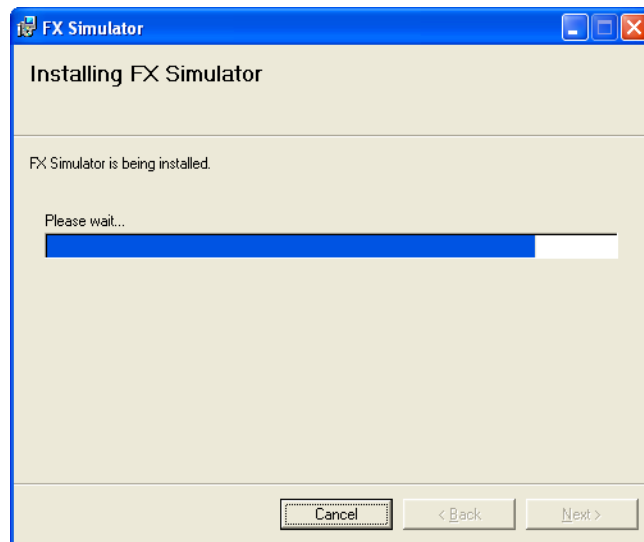 FX Simulator
Installing FX Simulator
FX Simulator is being installed.
Please wait...
Cancel
< Back
Next >